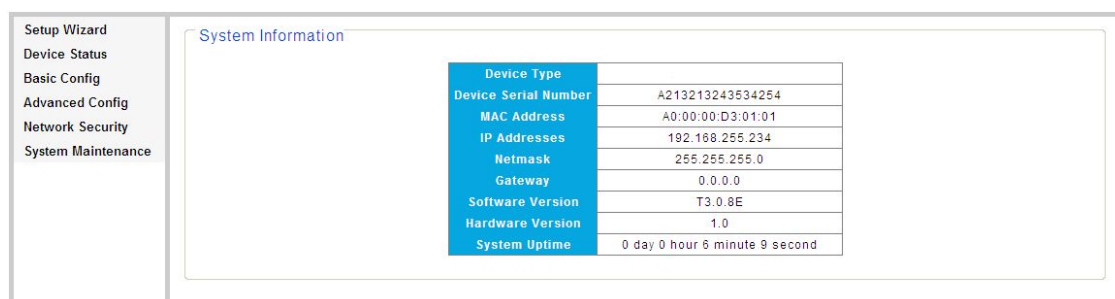 Setup Wizard
Device Status
Basic Config
Advanced Config
Network Security
System Maintenance
System Information
Device Type
Device Serial Number A213213243534254
MAC Address A0:00:00:D3:01:01
IP Addresses 192.168.255.234
Netmask 255.255.255.0
Gateway 0.0.0.0
Software Version T3.0.8E
Hardware Version 1.0
System Uptime 0 day 0 hour 6 minute 9 second